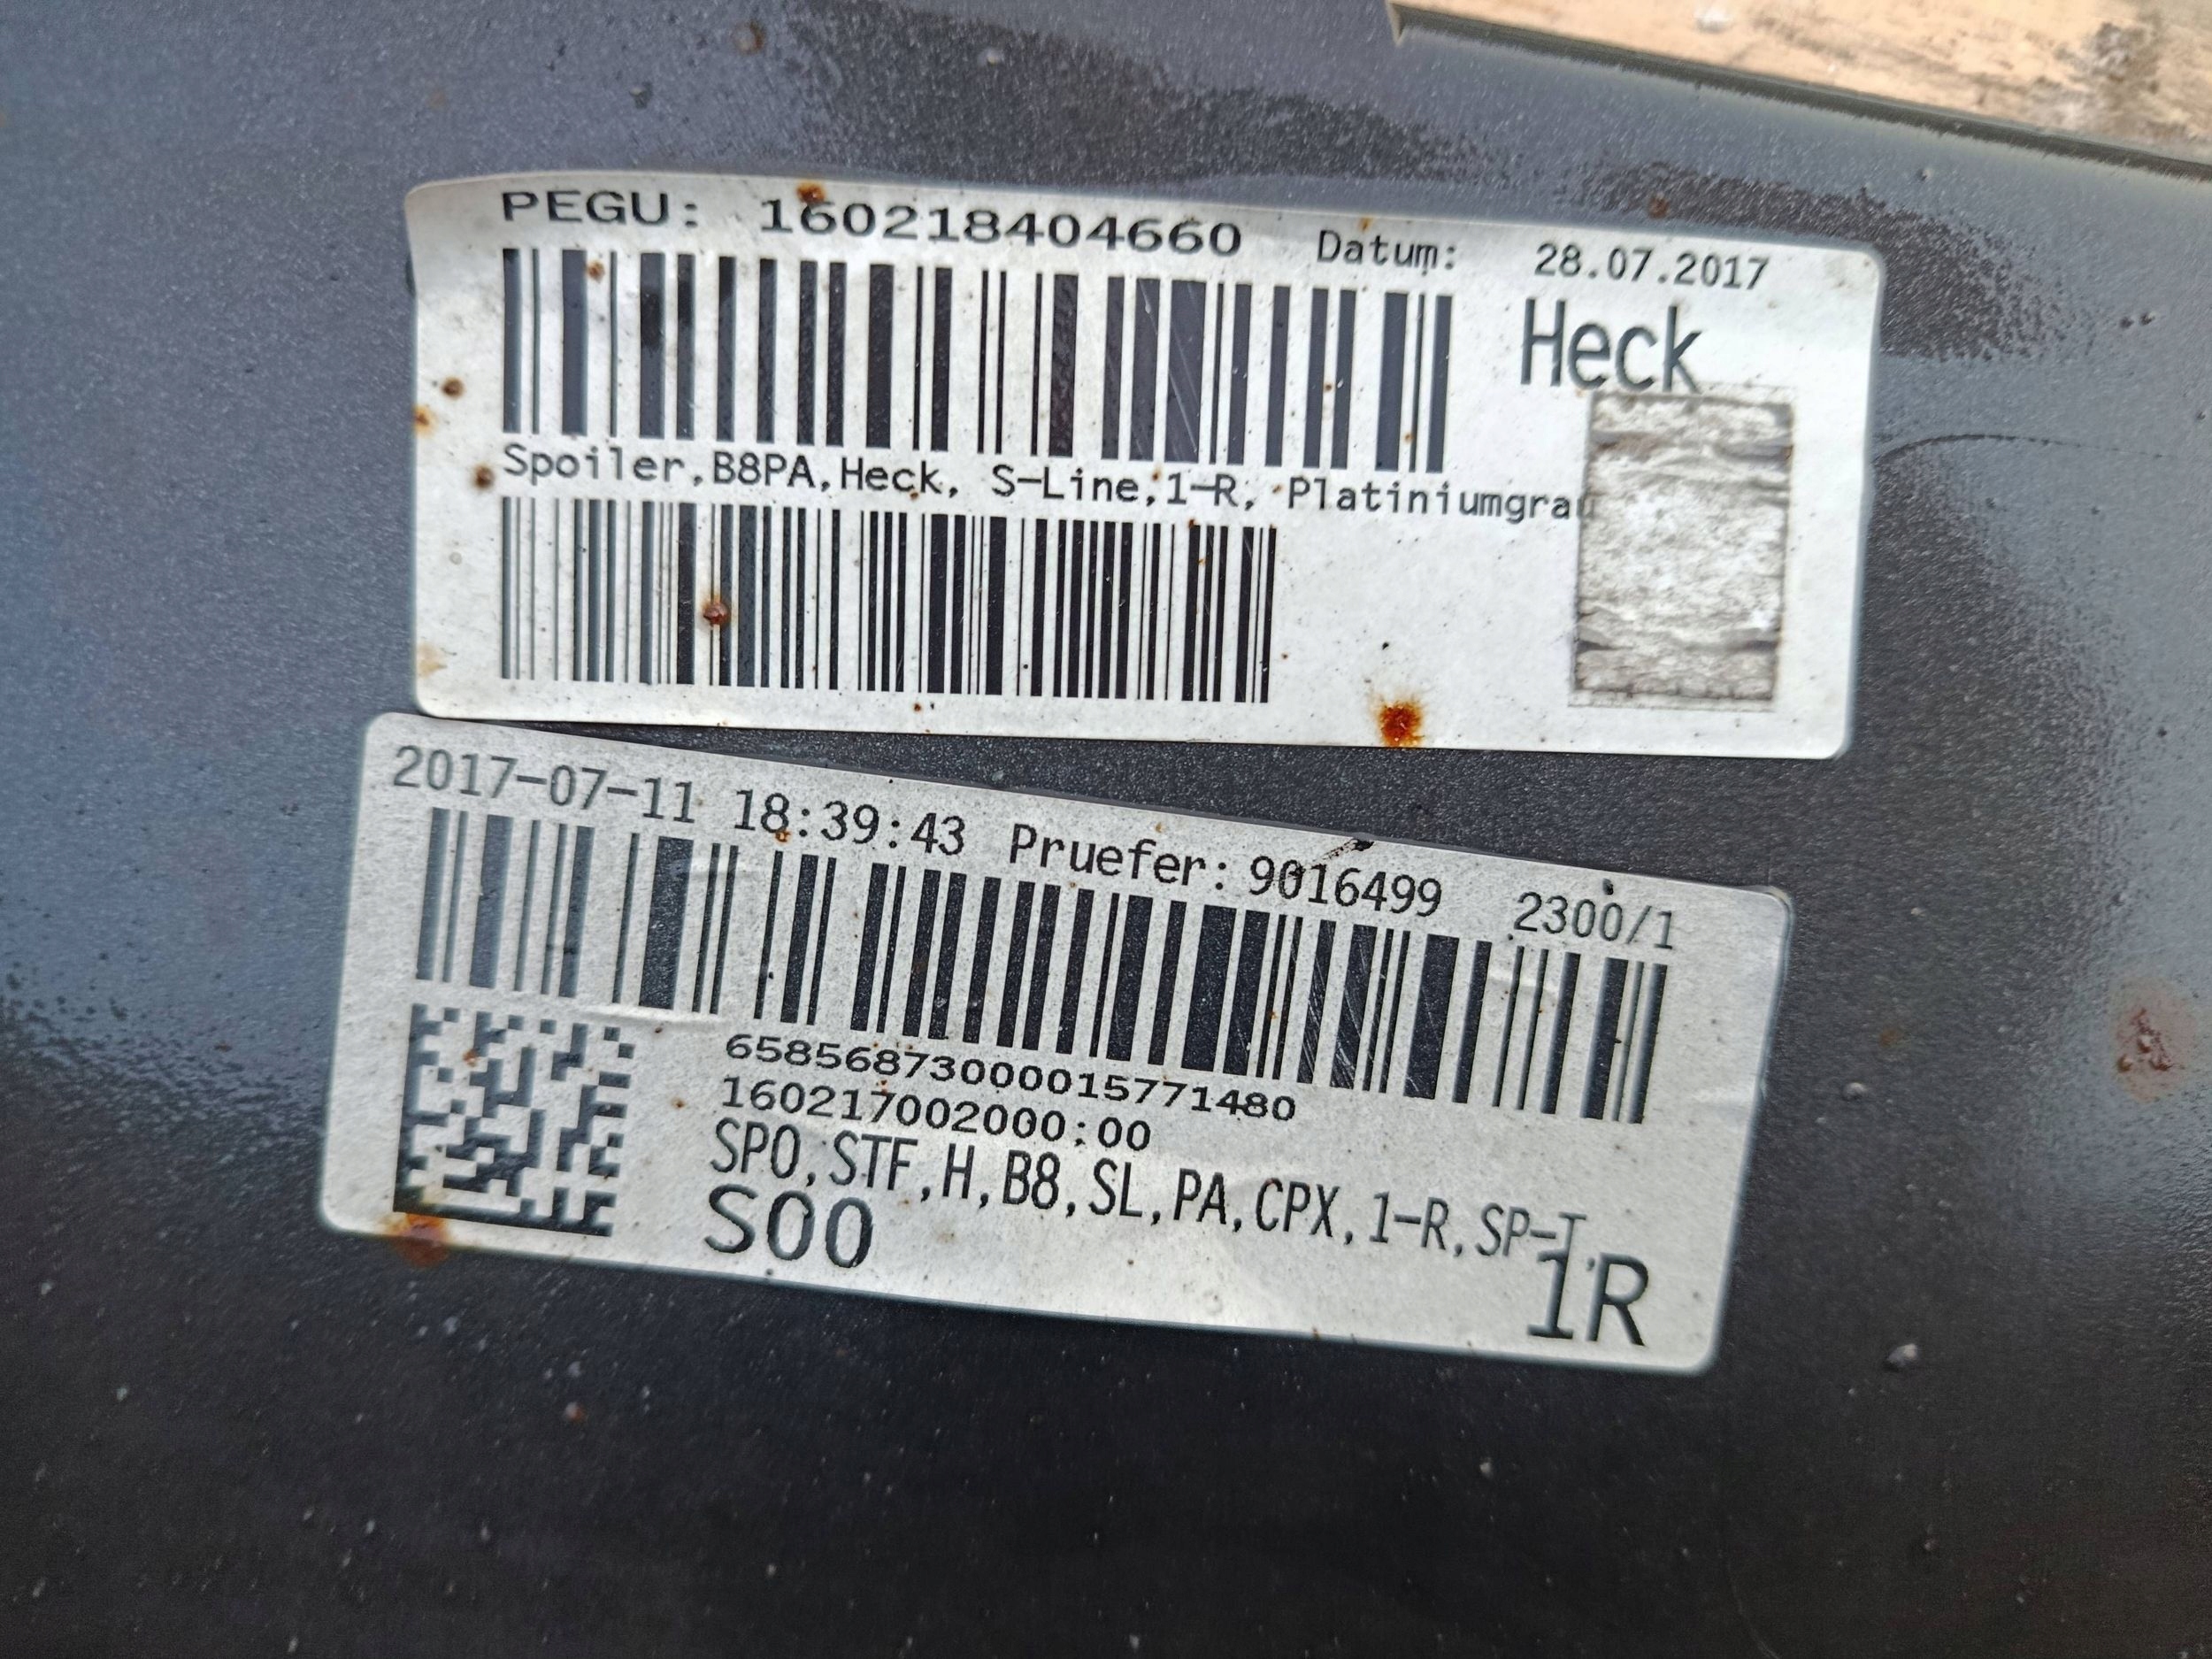 PEGU: 160218404660 Datum: 28.07.2017
Heck
Spoiler,B8PA,Heck, S-Line,1-R, Platiniumgrau
2017-07-11 18:39:43 Pruefer: 9016499 2300/1
65856873000015771480
160217002000:00
SPO,STF,H,B8,SL,PA,CPX,1-R,SP-T,
S00
1R